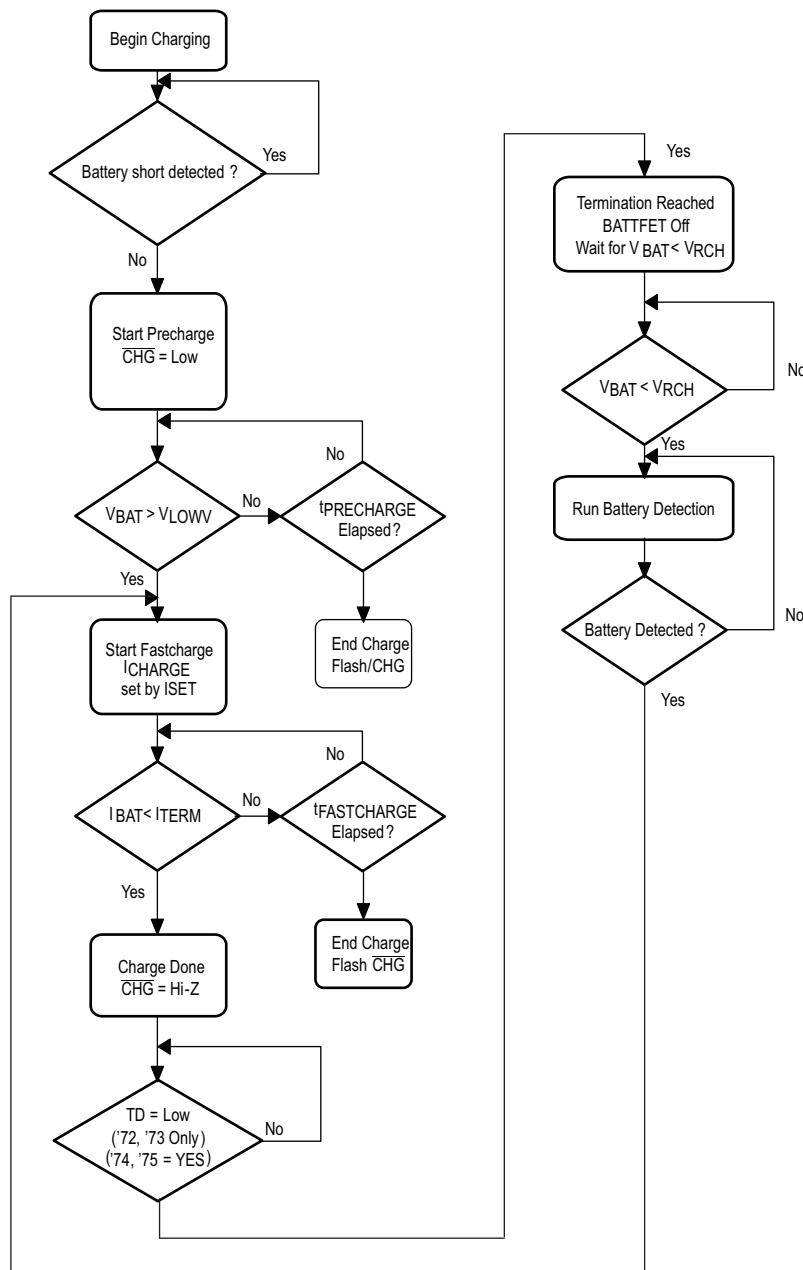 Begin Charging
Battery short detected ?
Yes
No
Start Precharge
CHG = Low
No
VBAT > VLOWV
No
tPRECHARGE
Elapsed?
Yes
Start Fastcharge
ICHARGE
set by ISET
End Charge
Flash/CHG
No
IBAT< ITERM
No
tFASTCHARGE
Elapsed?
Yes
Charge Done
CHG = Hi-Z
End Charge
Flash CHG
TD = Low
('72, '73 Only)
('74, '75 = YES)
No
Yes
Termination Reached
BATTFET Off
Wait for VBAT< VRCH
VBAT < VRCH
No
Yes
Run Battery Detection
Battery Detected ?
No
Yes